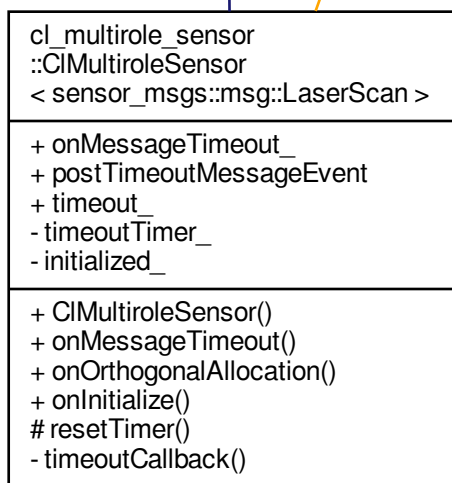 cl_multirole_sensor
::ClMultiroleSensor
< sensor_msgs::msg::LaserScan >
+ onMessageTimeout_
+ postTimeoutMessageEvent
+ timeout_
- timeoutTimer_
- initialized_
+ ClMultiroleSensor()
+ onMessageTimeout()
+ onOrthogonalAllocation()
+ onInitialize()
# resetTimer()
- timeoutCallback()